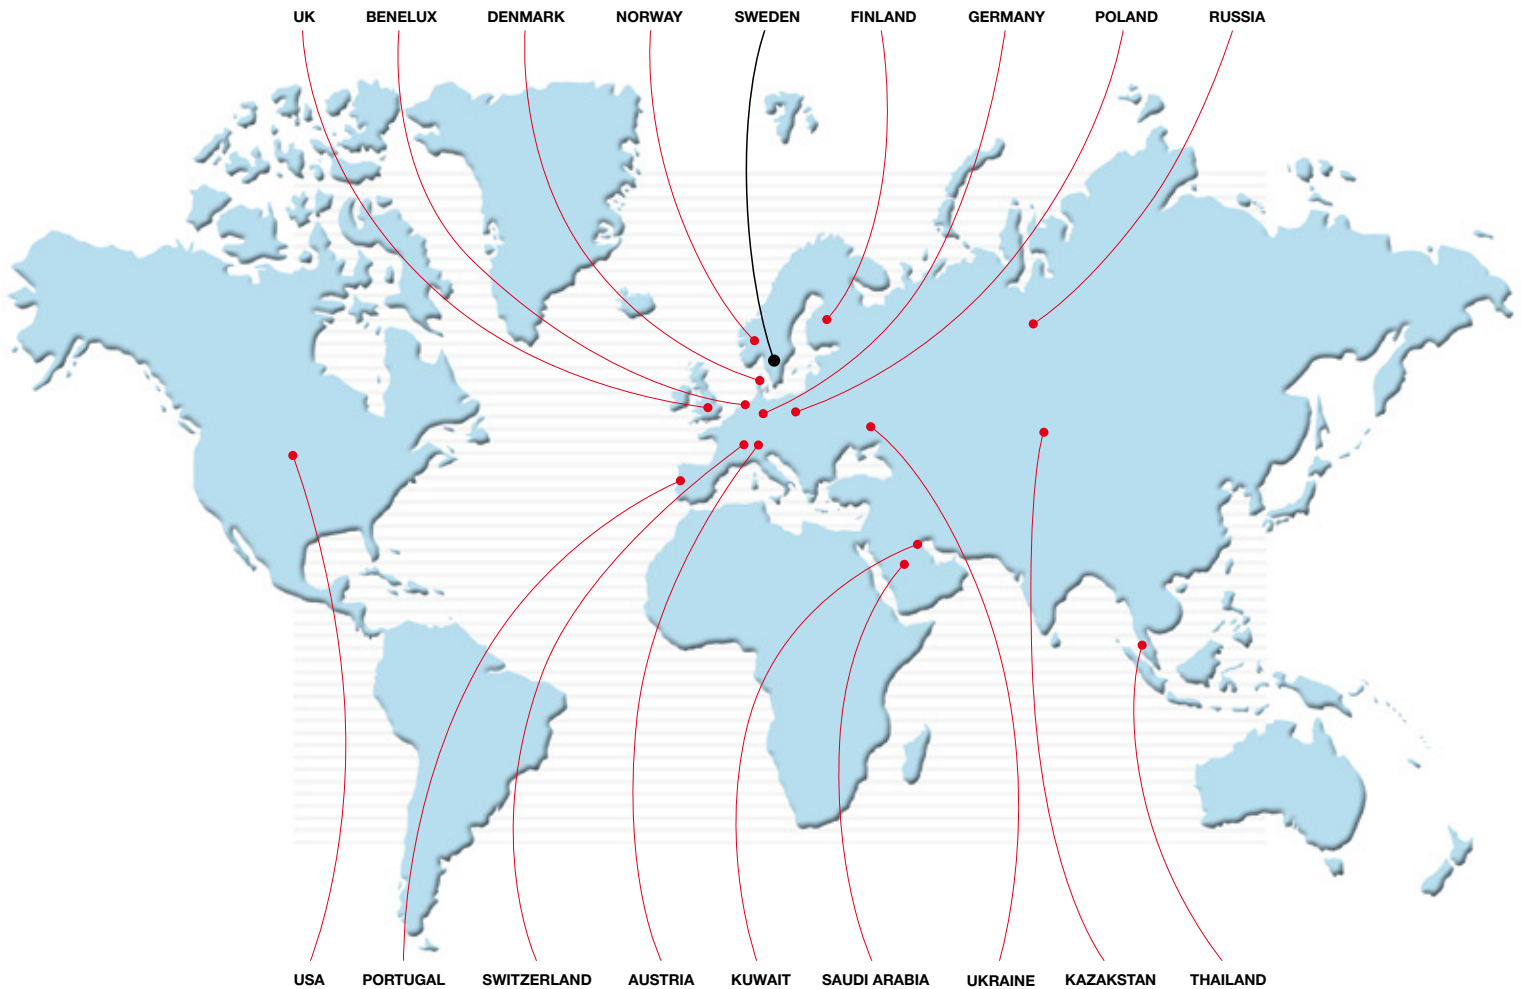 UK BENELUX DENMARK NORWAY SWEDEN FINLAND GERMANY POLAND RUSSIA
USA PORTUGAL SWITZERLAND AUSTRIA KUWAIT SAUDI ARABIA UKRAINE KAZAKSTAN THAILAND